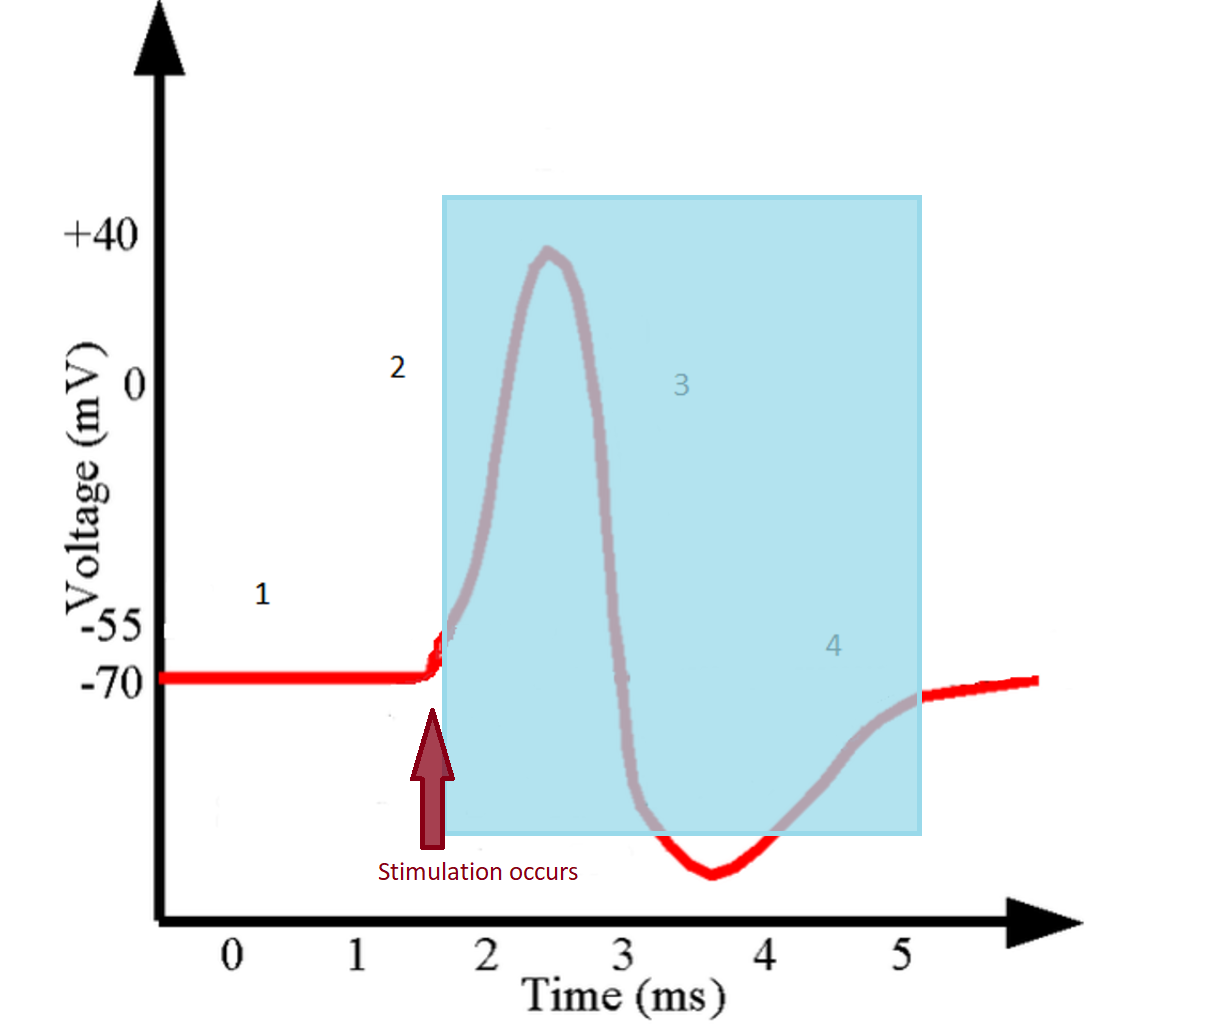 +40
2
3
0
Voltage (mV)
1
-55
4
-70
Stimulation occurs
0 1 2 3 4 5
Time (ms)